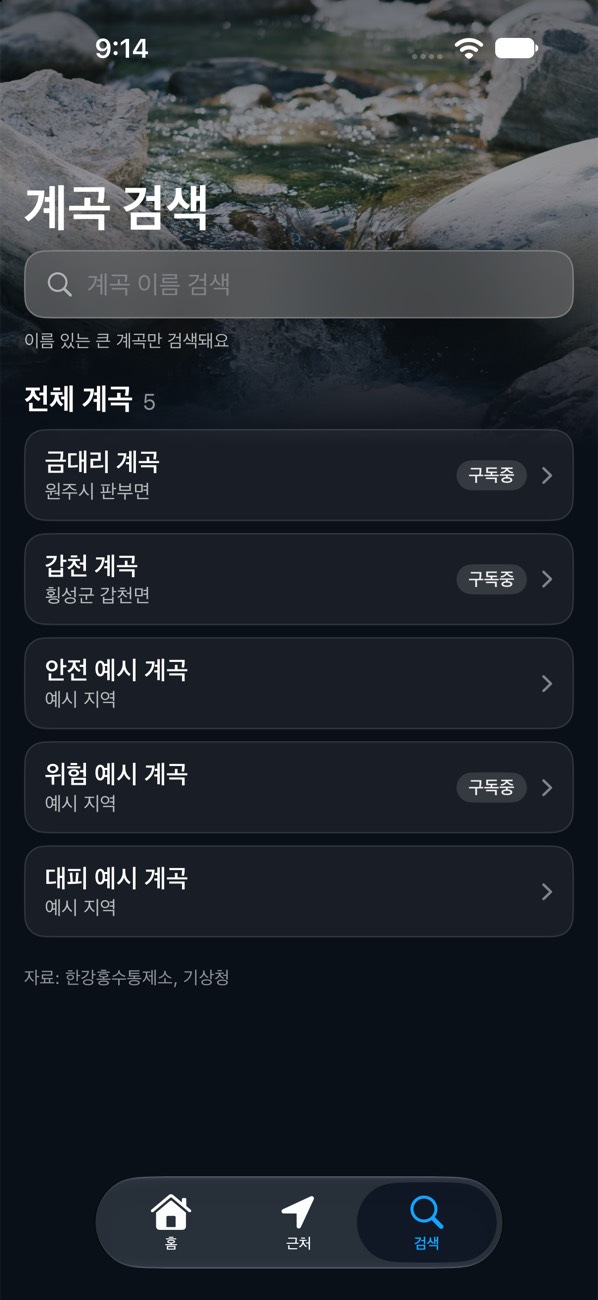 9:14
계곡 검색
계곡 이름 검색
이름 있는 큰 계곡만 검색돼요
전체 계곡 5
금대리 계곡
원주시 판부면
구독중
갑천 계곡
횡성군 갑천면
구독중
안전 예시 계곡
예시 지역
위험 예시 계곡
예시 지역
구독중
대피 예시 계곡
예시 지역
자료: 한강홍수통제소, 기상청
홈
근처
검색